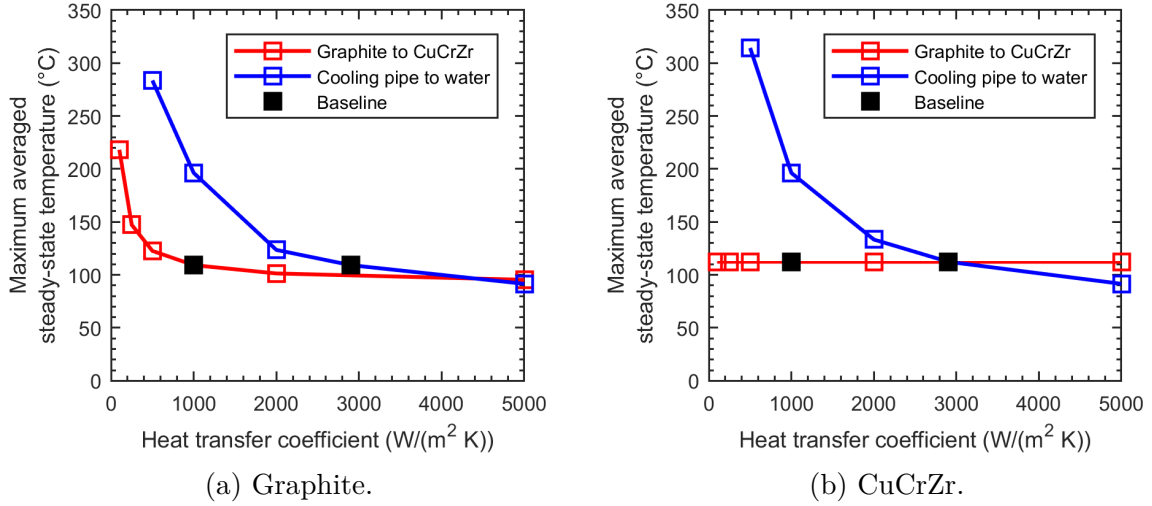 Maximum averaged
steady-state temperature (°C)
350
300
250
200
150
100
50
0
Graphite to CuCrZr
Cooling pipe to water
Baseline
0 1000 2000 3000 4000 5000
Heat transfer coefficient (W/(m² K))
(a) Graphite.
Maximum averaged
steady-state temperature (°C)
350
300
250
200
150
100
50
0
Graphite to CuCrZr
Cooling pipe to water
Baseline
0 1000 2000 3000 4000 5000
Heat transfer coefficient (W/(m² K))
(b) CuCrZr.